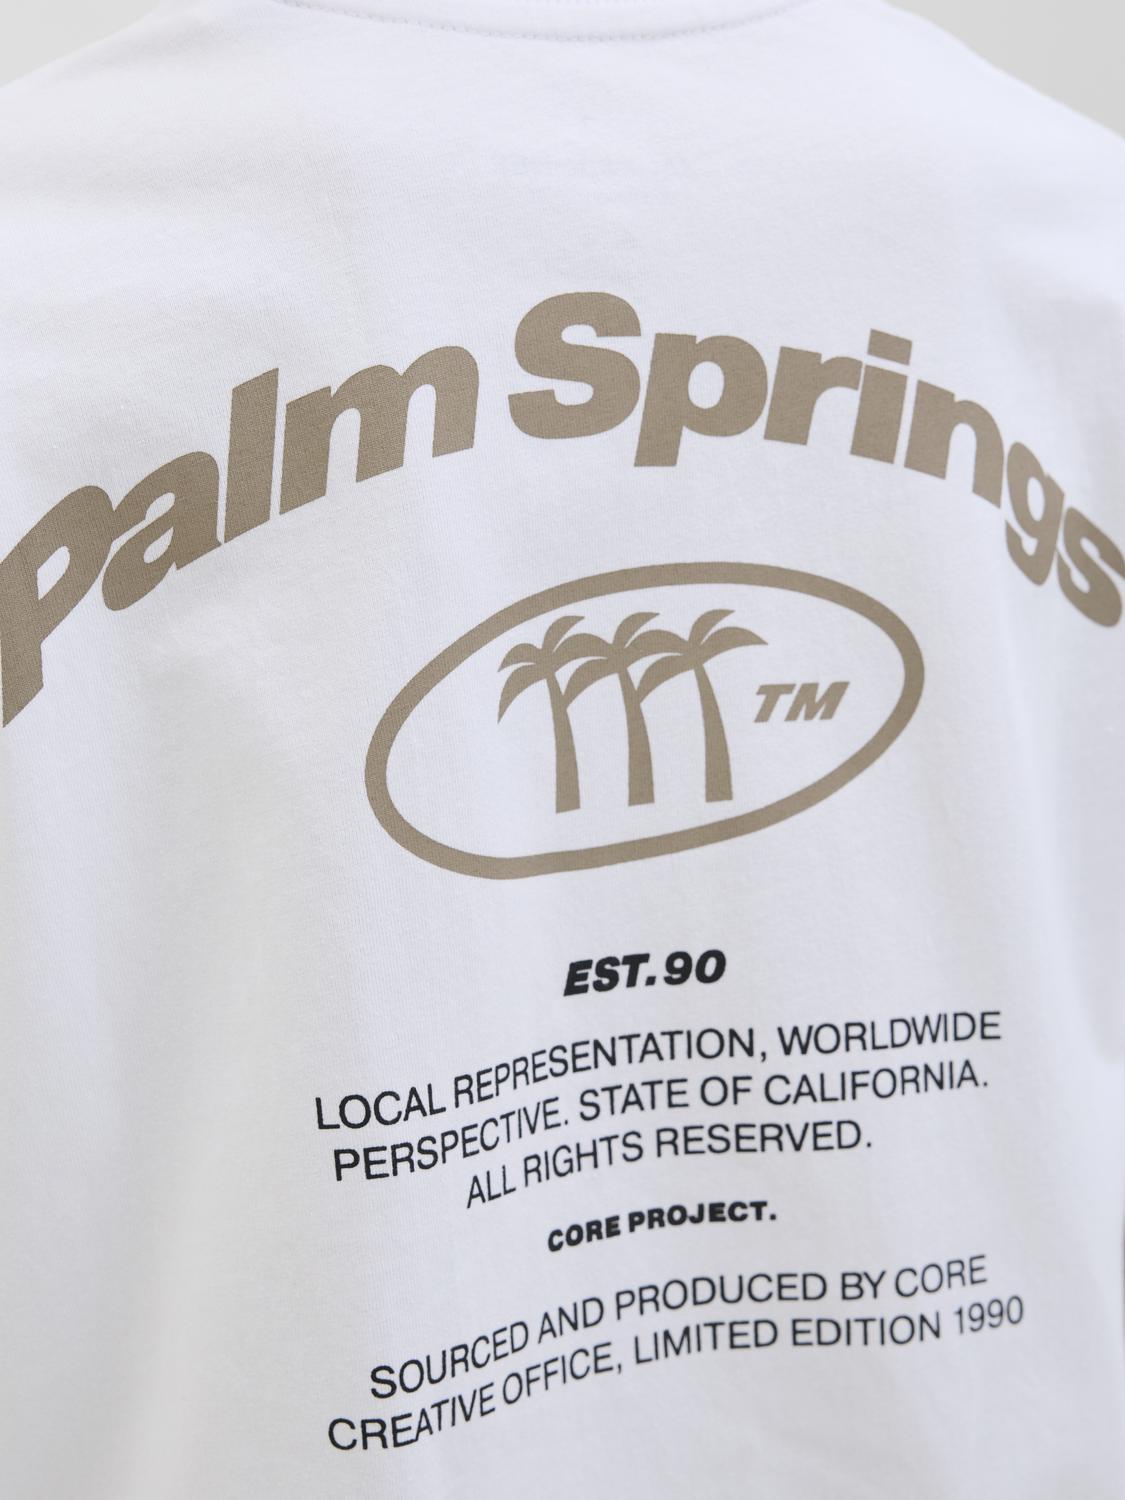 Palm Springs
TM
EST. 90
LOCAL REPRESENTATION, WORLDWIDE
PERSPECTIVE. STATE OF CALIFORNIA.
ALL RIGHTS RESERVED.
CORE PROJECT.
SOURCED AND PRODUCED BY CORE
CREATIVE OFFICE, LIMITED EDITION 1990